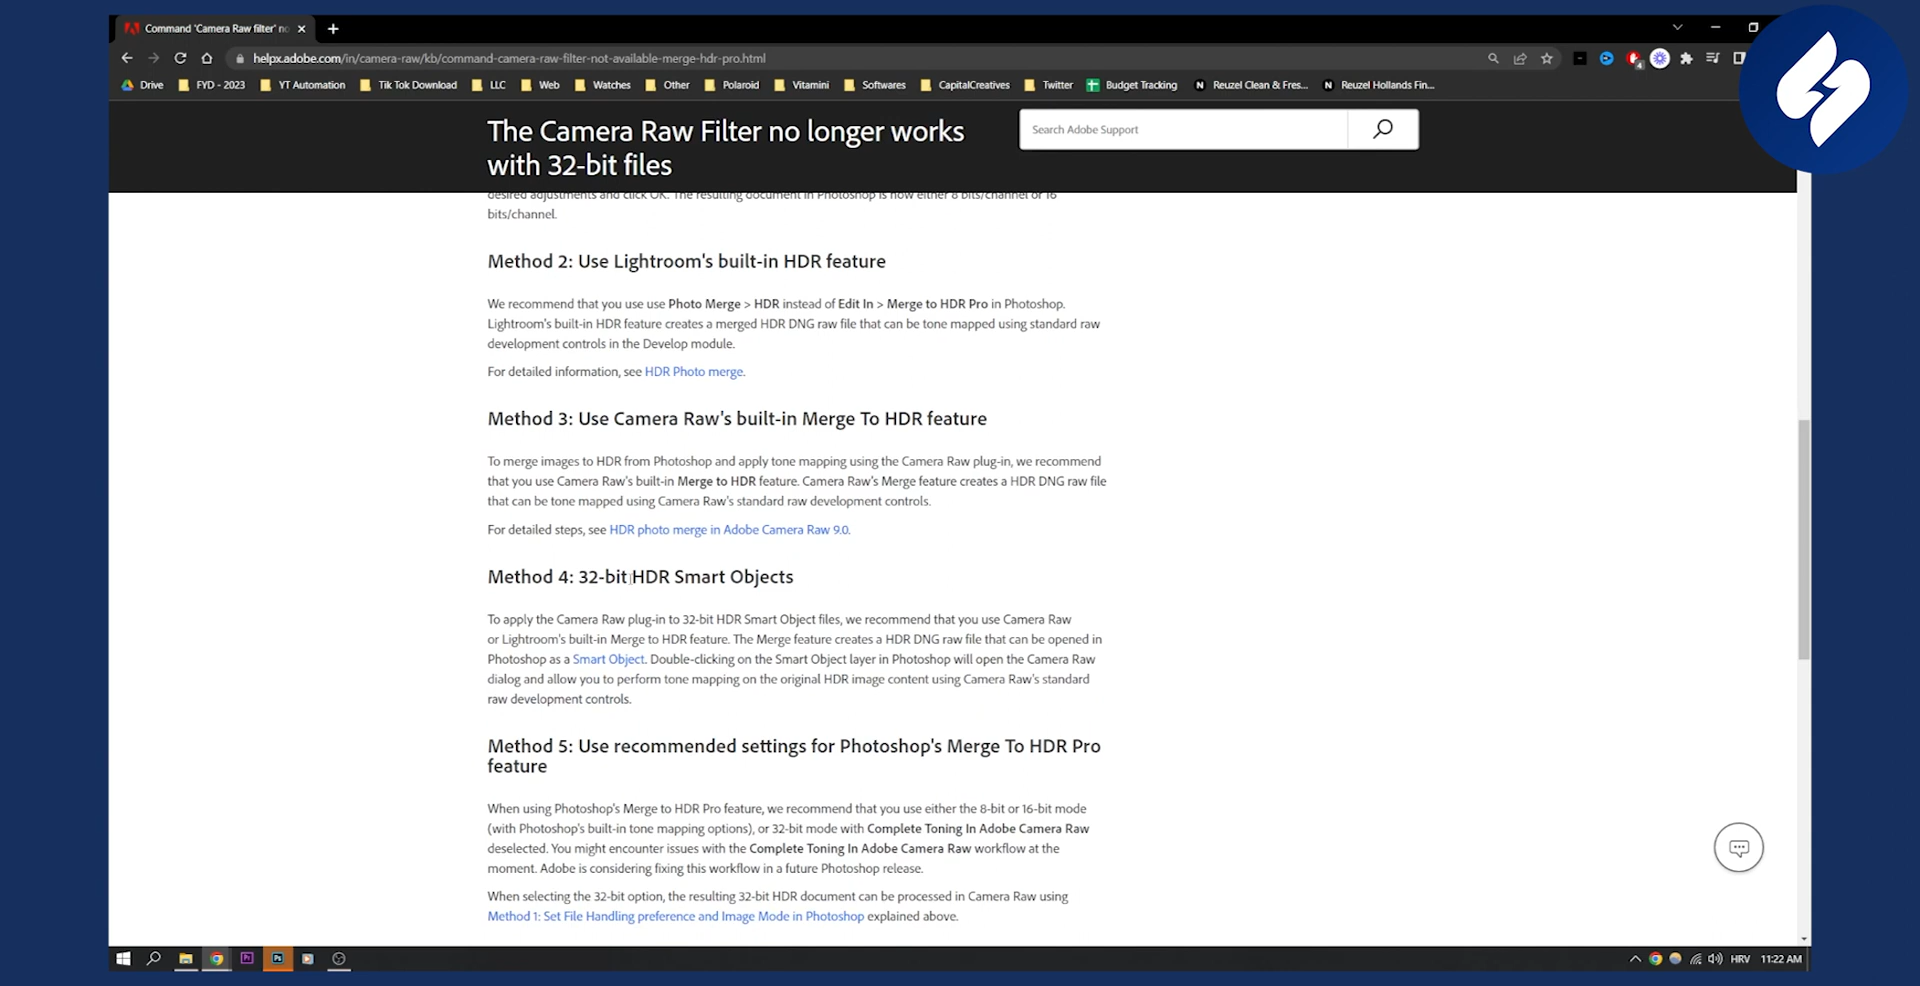 Command 'Camera Raw filter' no
helpx.adobe.com/in/camera-raw/kb/command-camera-raw-filter-not-available-merge-hdr-pro.html
4
Drive FYD - 2023 YT Automation Tik Tok Download LLC Web Watches Other Polaroid Vitamini Softwares CapitalCreatives Twitter Budget Tracking N Reuzel Clean & Fres... N Reuzel Hollands Fin...
The Camera Raw Filter no longer works
with 32-bit files
Search Adobe Support
desired adjustments and click OK. The resulting document in Photoshop is now either 8 bits/channel or 16
bits/channel.
Method 2: Use Lightroom's built-in HDR feature
We recommend that you use use Photo Merge > HDR instead of Edit In > Merge to HDR Pro in Photoshop.
Lightroom's built-in HDR feature creates a merged HDR DNG raw file that can be tone mapped using standard raw
development controls in the Develop module.
For detailed information, see HDR Photo merge.
Method 3: Use Camera Raw's built-in Merge To HDR feature
To merge images to HDR from Photoshop and apply tone mapping using the Camera Raw plug-in, we recommend
that you use Camera Raw's built-in Merge to HDR feature. Camera Raw's Merge feature creates a HDR DNG raw file
that can be tone mapped using Camera Raw's standard raw development controls.
For detailed steps, see HDR photo merge in Adobe Camera Raw 9.0.
Method 4: 32-bit HDR Smart Objects
To apply the Camera Raw plug-in to 32-bit HDR Smart Object files, we recommend that you use Camera Raw
or Lightroom's built-in Merge to HDR feature. The Merge feature creates a HDR DNG raw file that can be opened in
Photoshop as a Smart Object. Double-clicking on the Smart Object layer in Photoshop will open the Camera Raw
dialog and allow you to perform tone mapping on the original HDR image content using Camera Raw's standard
raw development controls.
Method 5: Use recommended settings for Photoshop's Merge To HDR Pro
feature
When using Photoshop's Merge to HDR Pro feature, we recommend that you use either the 8-bit or 16-bit mode
(with Photoshop's built-in tone mapping options), or 32-bit mode with Complete Toning In Adobe Camera Raw
deselected. You might encounter issues with the Complete Toning In Adobe Camera Raw workflow at the
moment. Adobe is considering fixing this workflow in a future Photoshop release.
When selecting the 32-bit option, the resulting 32-bit HDR document can be processed in Camera Raw using
Method 1: Set File Handling preference and Image Mode in Photoshop explained above.
Pr Ps HRV 11:22 AM